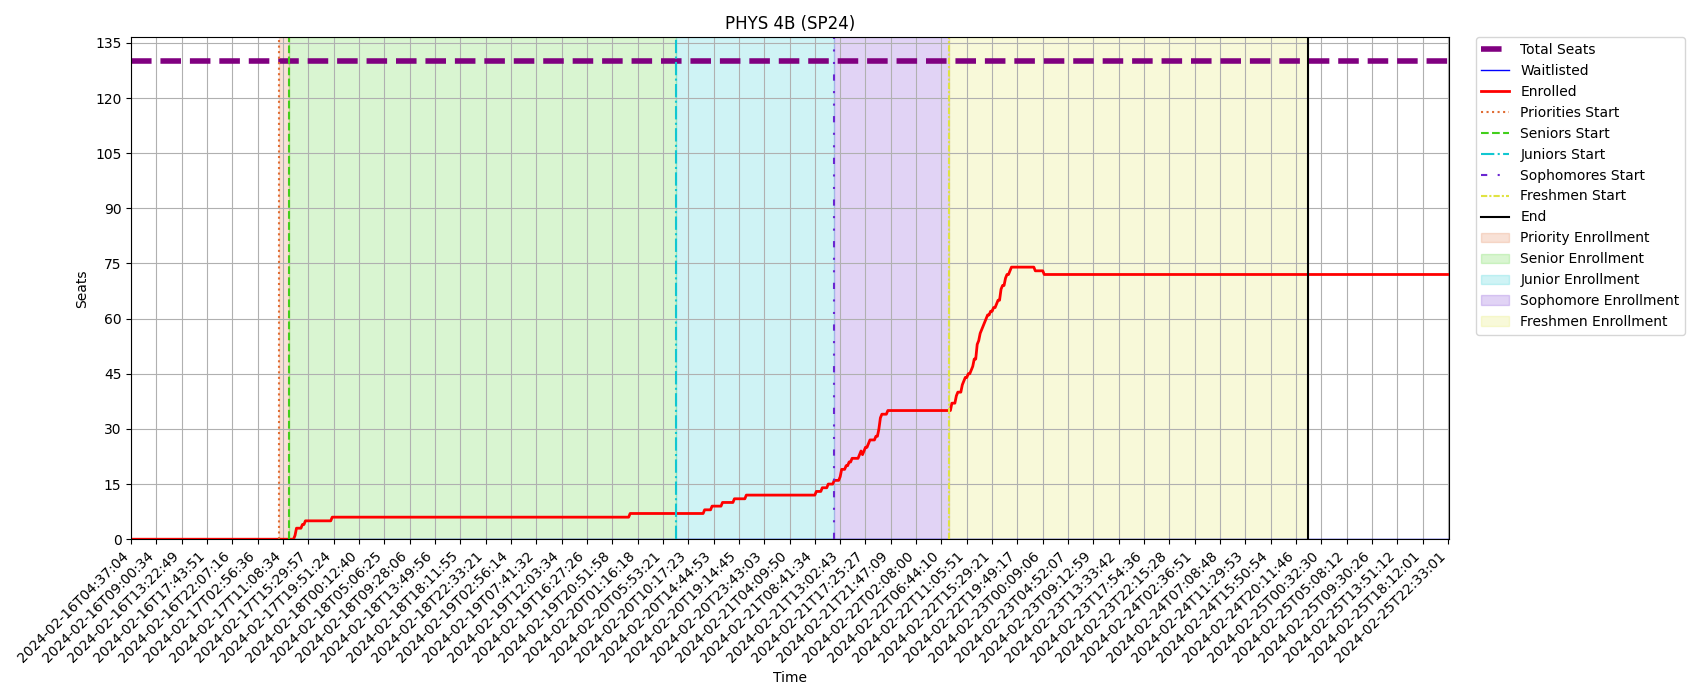 PHYS 4B (SP24)
135
120
105
90
75
60
45
30
15
0
Seats
2024-02-16T04:37:04
2024-02-16T09:00:34
2024-02-16T13:22:49
2024-02-16T17:43:51
2024-02-16T22:07:16
2024-02-17T02:56:36
2024-02-17T11:08:34
2024-02-17T15:29:57
2024-02-17T19:51:24
2024-02-18T00:12:40
2024-02-18T05:06:25
2024-02-18T09:28:06
2024-02-18T13:49:56
2024-02-18T18:11:55
2024-02-18T22:33:21
2024-02-19T02:56:14
2024-02-19T07:41:32
2024-02-19T12:03:34
2024-02-19T16:27:26
2024-02-19T20:51:58
2024-02-20T01:16:18
2024-02-20T05:53:21
2024-02-20T10:17:23
2024-02-20T14:44:53
2024-02-20T19:14:45
2024-02-20T23:43:03
2024-02-21T04:09:50
2024-02-21T08:41:34
2024-02-21T13:02:43
2024-02-21T17:25:27
2024-02-21T21:47:09
2024-02-22T02:08:00
2024-02-22T06:44:10
2024-02-22T11:05:51
2024-02-22T15:29:21
2024-02-22T19:49:17
2024-02-23T00:09:06
2024-02-23T04:52:07
2024-02-23T09:12:59
2024-02-23T13:33:42
2024-02-23T17:54:36
2024-02-23T22:15:28
2024-02-24T02:36:51
2024-02-24T07:08:48
2024-02-24T11:29:53
2024-02-24T15:50:54
2024-02-24T20:11:46
2024-02-25T00:32:30
2024-02-25T05:08:12
2024-02-25T09:30:26
2024-02-25T13:51:12
2024-02-25T18:12:01
2024-02-25T22:33:01
Time
Total Seats
Waitlisted
Enrolled
Priorities Start
Seniors Start
Juniors Start
Sophomores Start
Freshmen Start
End
Priority Enrollment
Senior Enrollment
Junior Enrollment
Sophomore Enrollment
Freshmen Enrollment